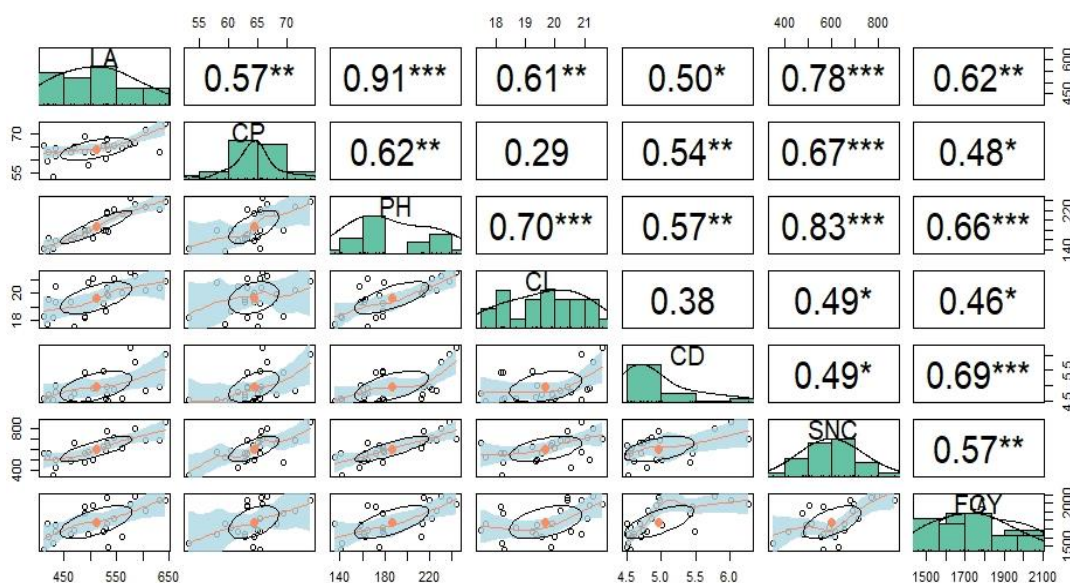 55 60 65 70 18 19 20 21 400 600 800
LA 0.57** 0.91*** 0.61** 0.50* 0.78*** 0.62** 450 600
55 70 CP 0.62** 0.29 0.54** 0.67*** 0.48*
PH 0.70*** 0.57** 0.83*** 0.66*** 140 220
18 20 CL 0.38 0.49* 0.46*
CD 0.49* 0.69*** 4.5 5.5
400 800 SNC 0.57**
1500 2000
450 550 650 140 180 220 4.5 5.0 5.5 6.0 1500 1700 1900 2100